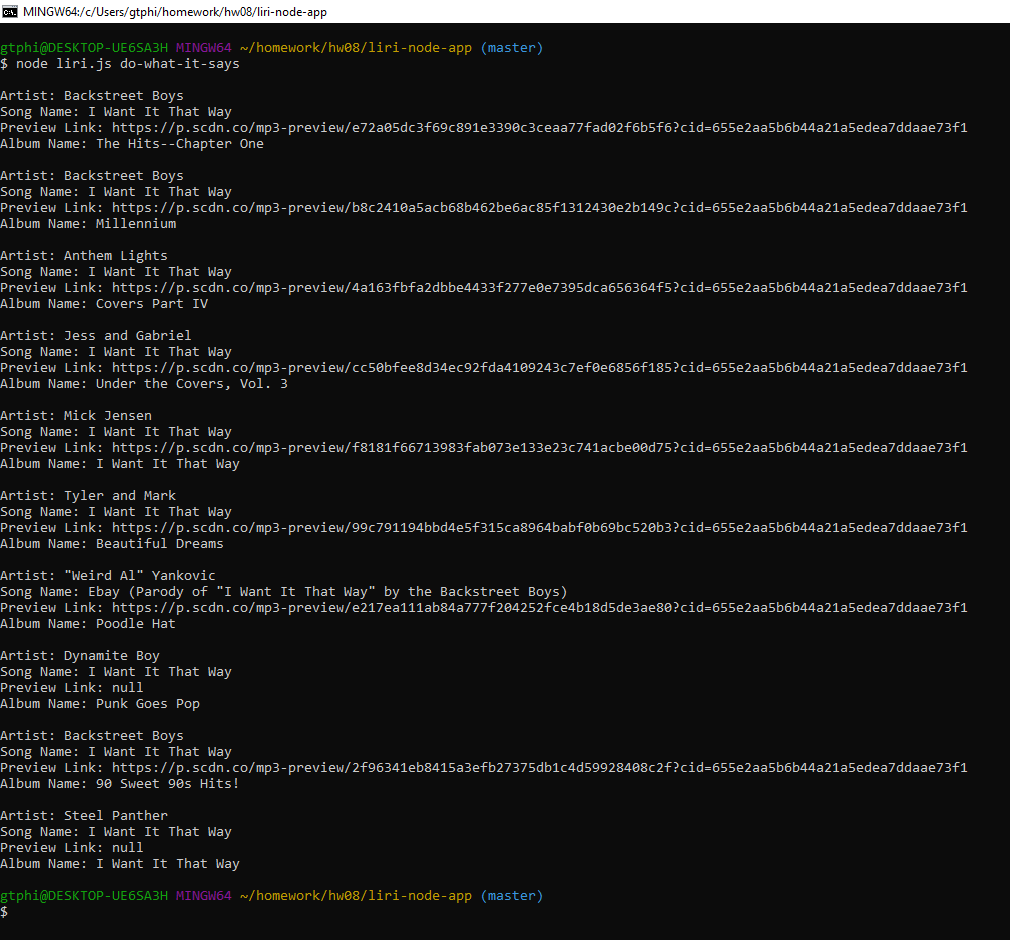 MINGW64:/c/Users/gtphi/homework/hw08/liri-node-app
gtphi@DESKTOP-UE6SA3H MINGW64 ~/homework/hw08/liri-node-app (master)
$ node liri.js do-what-it-says
Artist: Backstreet Boys
Song Name: I Want It That Way
Preview Link: https://p.scdn.co/mp3-preview/e72a05dc3f69c891e3390c3ceaa77fad02f6b5f6?cid=655e2aa5b6b44a21a5edea7ddaae73f1
Album Name: The Hits--Chapter One
Artist: Backstreet Boys
Song Name: I Want It That Way
Preview Link: https://p.scdn.co/mp3-preview/b8c2410a5acb68b462be6ac85f1312430e2b149c?cid=655e2aa5b6b44a21a5edea7ddaae73f1
Album Name: Millennium
Artist: Anthem Lights
Song Name: I Want It That Way
Preview Link: https://p.scdn.co/mp3-preview/4a163fbfa2dbbe4433f277e0e7395dca656364f5?cid=655e2aa5b6b44a21a5edea7ddaae73f1
Album Name: Covers Part IV
Artist: Jess and Gabriel
Song Name: I Want It That Way
Preview Link: https://p.scdn.co/mp3-preview/cc50bfee8d34ec92fda4109243c7ef0e6856f185?cid=655e2aa5b6b44a21a5edea7ddaae73f1
Album Name: Under the Covers, Vol. 3
Artist: Mick Jensen
Song Name: I Want It That Way
Preview Link: https://p.scdn.co/mp3-preview/f8181f66713983fab073e133e23c741acbe00d75?cid=655e2aa5b6b44a21a5edea7ddaae73f1
Album Name: I Want It That Way
Artist: Tyler and Mark
Song Name: I Want It That Way
Preview Link: https://p.scdn.co/mp3-preview/99c791194bbd4e5f315ca8964babf0b69bc520b3?cid=655e2aa5b6b44a21a5edea7ddaae73f1
Album Name: Beautiful Dreams
Artist: "Weird Al" Yankovic
Song Name: Ebay (Parody of "I Want It That Way" by the Backstreet Boys)
Preview Link: https://p.scdn.co/mp3-preview/e217ea111ab84a777f204252fce4b18d5de3ae80?cid=655e2aa5b6b44a21a5edea7ddaae73f1
Album Name: Poodle Hat
Artist: Dynamite Boy
Song Name: I Want It That Way
Preview Link: null
Album Name: Punk Goes Pop
Artist: Backstreet Boys
Song Name: I Want It That Way
Preview Link: https://p.scdn.co/mp3-preview/2f96341eb8415a3efb27375db1c4d59928408c2f?cid=655e2aa5b6b44a21a5edea7ddaae73f1
Album Name: 90 Sweet 90s Hits!
Artist: Steel Panther
Song Name: I Want It That Way
Preview Link: null
Album Name: I Want It That Way
gtphi@DESKTOP-UE6SA3H MINGW64 ~/homework/hw08/liri-node-app (master)
$